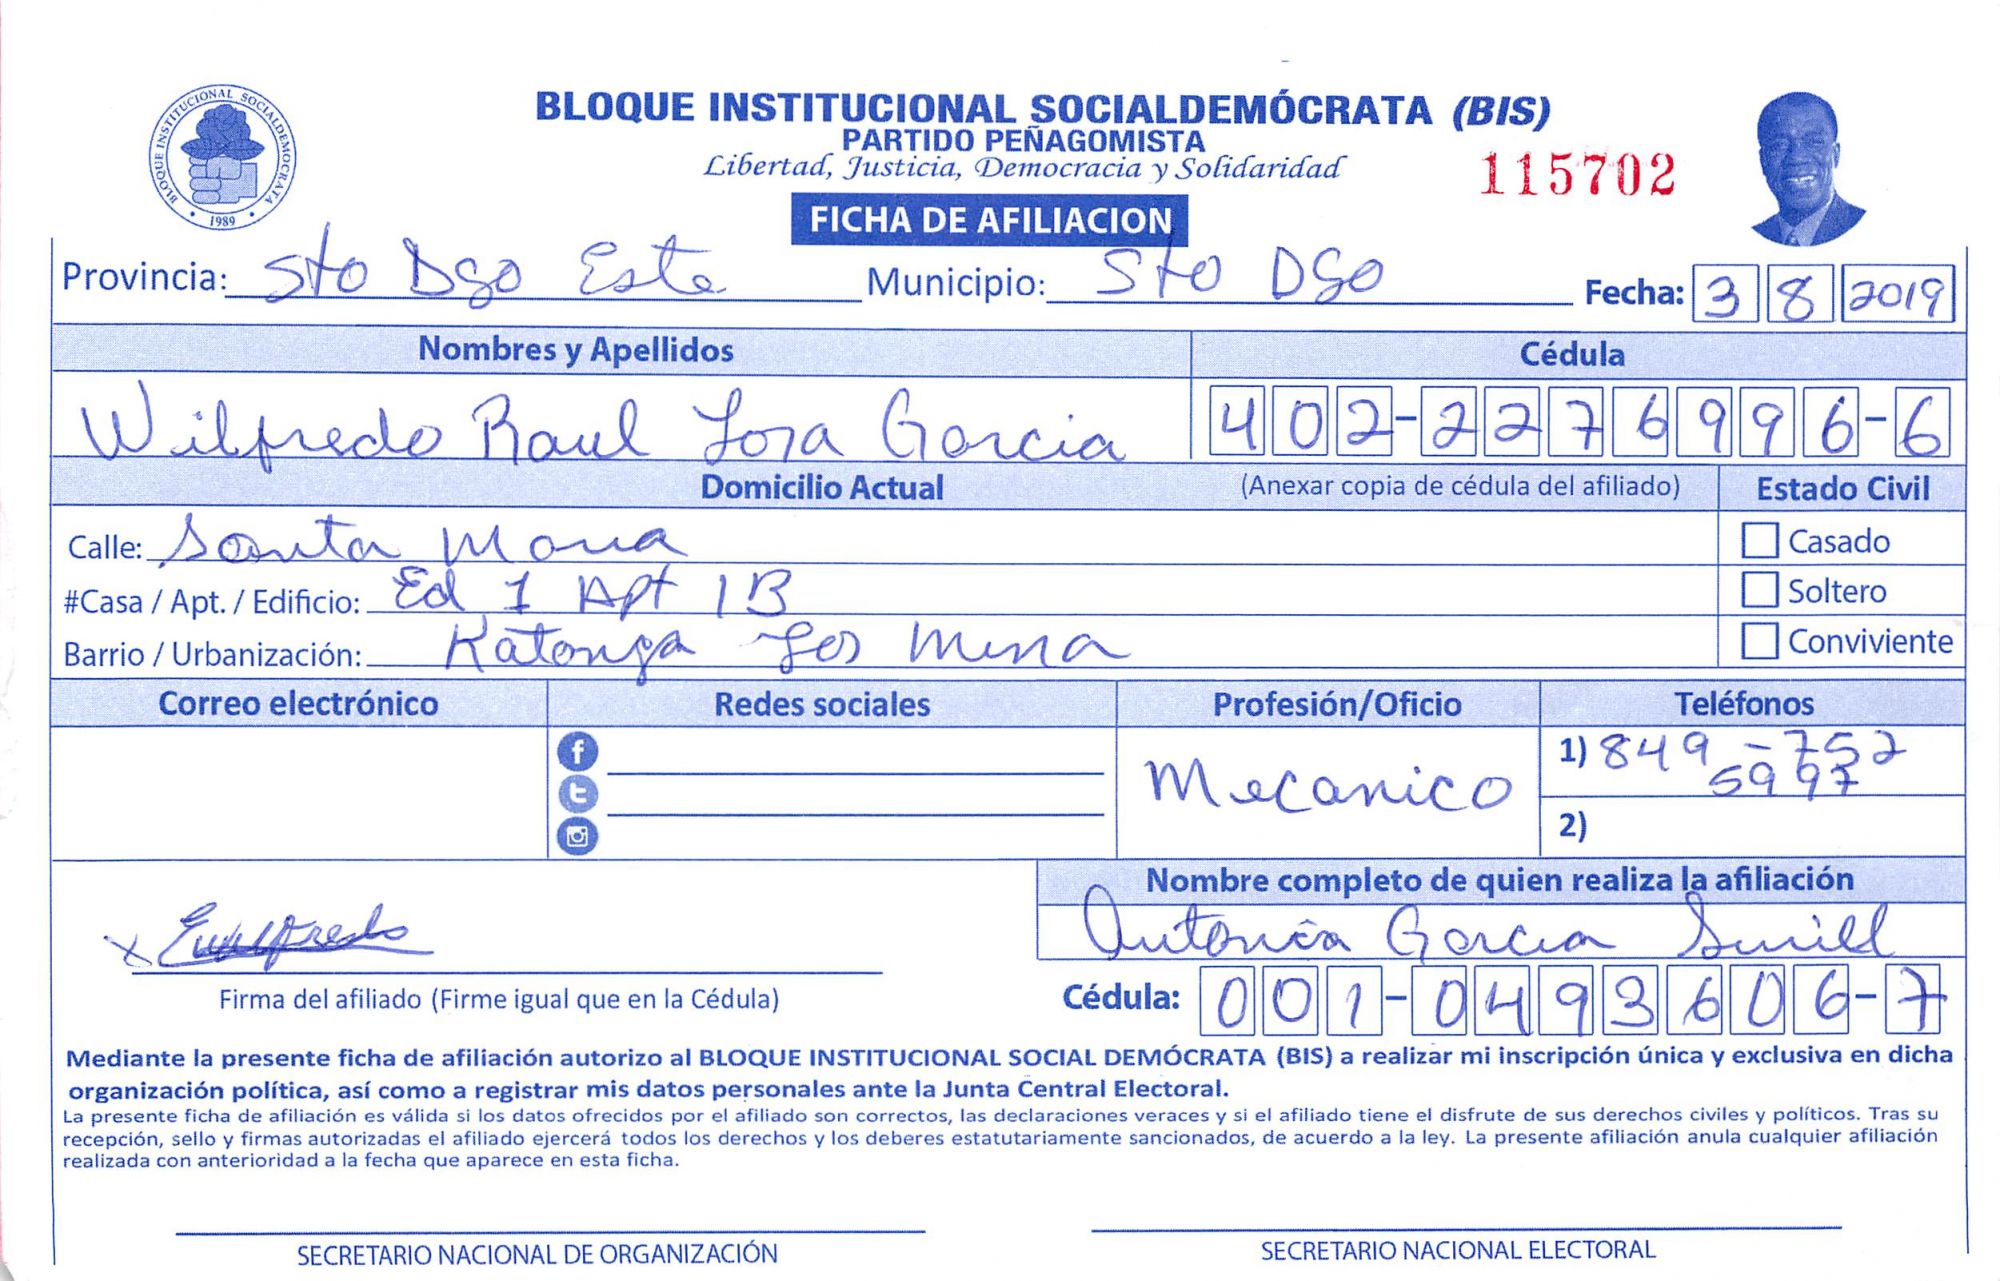 BLOQUE INSTITUCIONAL SOCIALDEMOCRATA
1989
BLOQUE INSTITUCIONAL SOCIALDEMÓCRATA (BIS)
PARTIDO PEÑAGOMISTA
Libertad, Justicia, Democracia y Solidaridad
115702
FICHA DE AFILIACION
Provincia: Sto Dgo Este Municipio: Sto Dgo Fecha: 3 8 2019
Nombres y Apellidos Cédula
Wilfredo Raul Lora Garcia 402-2276996-6
Domicilio Actual (Anexar copia de cédula del afiliado) Estado Civil
Calle: Santa Maria Casado
#Casa / Apt. / Edificio: Ed 1 Apt 1B Soltero
Barrio / Urbanización: Katanga Los Mina Conviviente
Correo electrónico Redes sociales Profesión/Oficio Teléfonos
Mecanico 1) 849-752
5997
2)
Nombre completo de quien realiza la afiliación
Antonia Garcia
Firma del afiliado (Firme igual que en la Cédula) Cédula: 001-0493606-7
Mediante la presente ficha de afiliación autorizo al BLOQUE INSTITUCIONAL SOCIAL DEMÓCRATA (BIS) a realizar mi inscripción única y exclusiva en dicha
organización política, así como a registrar mis datos personales ante la Junta Central Electoral.
La presente ficha de afiliación es válida si los datos ofrecidos por el afiliado son correctos, las declaraciones veraces y si el afiliado tiene el disfrute de sus derechos civiles y políticos. Tras su
recepción, sello y firmas autorizadas el afiliado ejercerá todos los derechos y los deberes estatutariamente sancionados, de acuerdo a la ley. La presente afiliación anula cualquier afiliación
realizada con anterioridad a la fecha que aparece en esta ficha.
SECRETARIO NACIONAL DE ORGANIZACIÓN SECRETARIO NACIONAL ELECTORAL